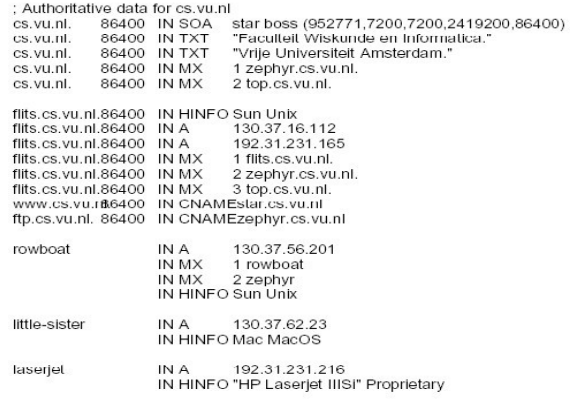 ; Authoritative data for cs.vu.nl
cs.vu.nl. 86400 IN SOA star boss (952771,7200,7200,2419200,86400)
cs.vu.nl. 86400 IN TXT "Faculteit Wiskunde en Informatica."
cs.vu.nl. 86400 IN TXT "Vrije Universiteit Amsterdam."
cs.vu.nl. 86400 IN MX 1 zephyr.cs.vu.nl.
cs.vu.nl. 86400 IN MX 2 top.cs.vu.nl.
flits.cs.vu.nl. 86400 IN HINFO Sun Unix
flits.cs.vu.nl. 86400 IN A 130.37.16.112
flits.cs.vu.nl. 86400 IN A 192.31.231.165
flits.cs.vu.nl. 86400 IN MX 1 flits.cs.vu.nl.
flits.cs.vu.nl. 86400 IN MX 2 zephyr.cs.vu.nl.
flits.cs.vu.nl. 86400 IN MX 3 top.cs.vu.nl.
www.cs.vu.nl. 86400 IN CNAME star.cs.vu.nl
ftp.cs.vu.nl. 86400 IN CNAME zephyr.cs.vu.nl
rowboat IN A 130.37.56.201
IN MX 1 rowboat
IN MX 2 zephyr
IN HINFO Sun Unix
little-sister IN A 130.37.62.23
IN HINFO Mac MacOS
laserjet IN A 192.31.231.216
IN HINFO "HP Laserjet IIISi" Proprietary